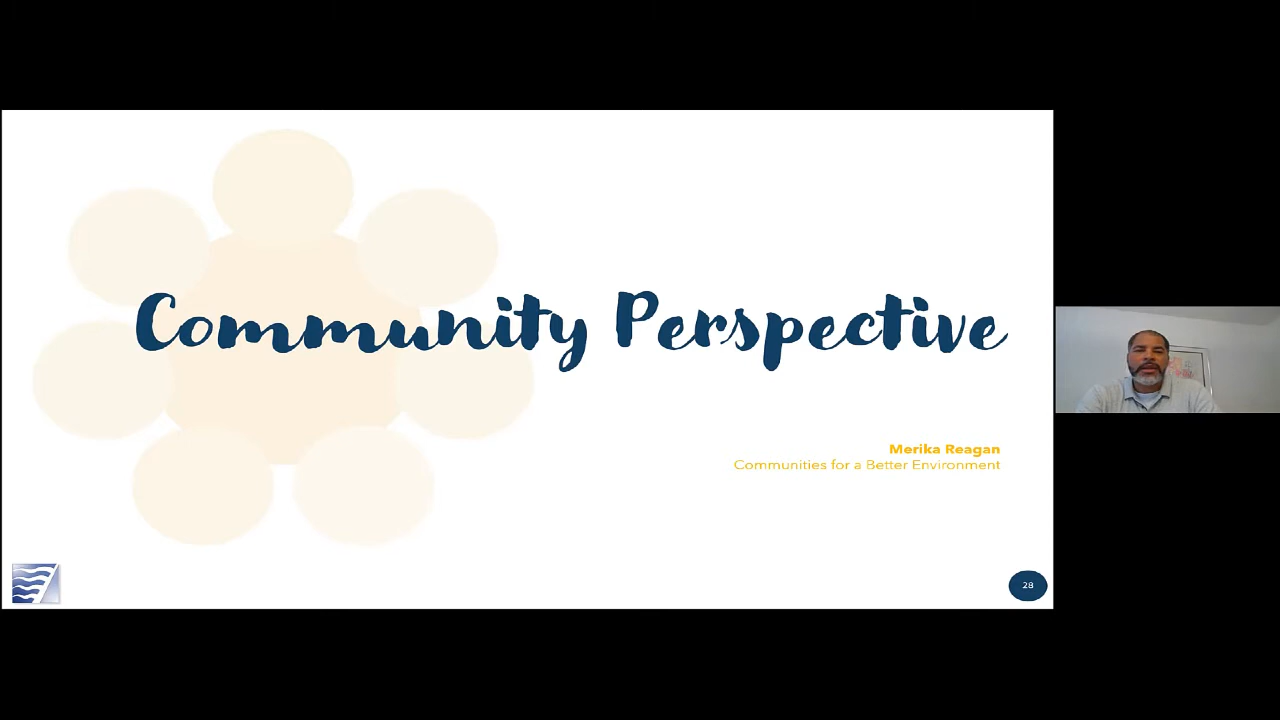 Community Perspective
Merika Reagan
Communities for a Better Environment
28